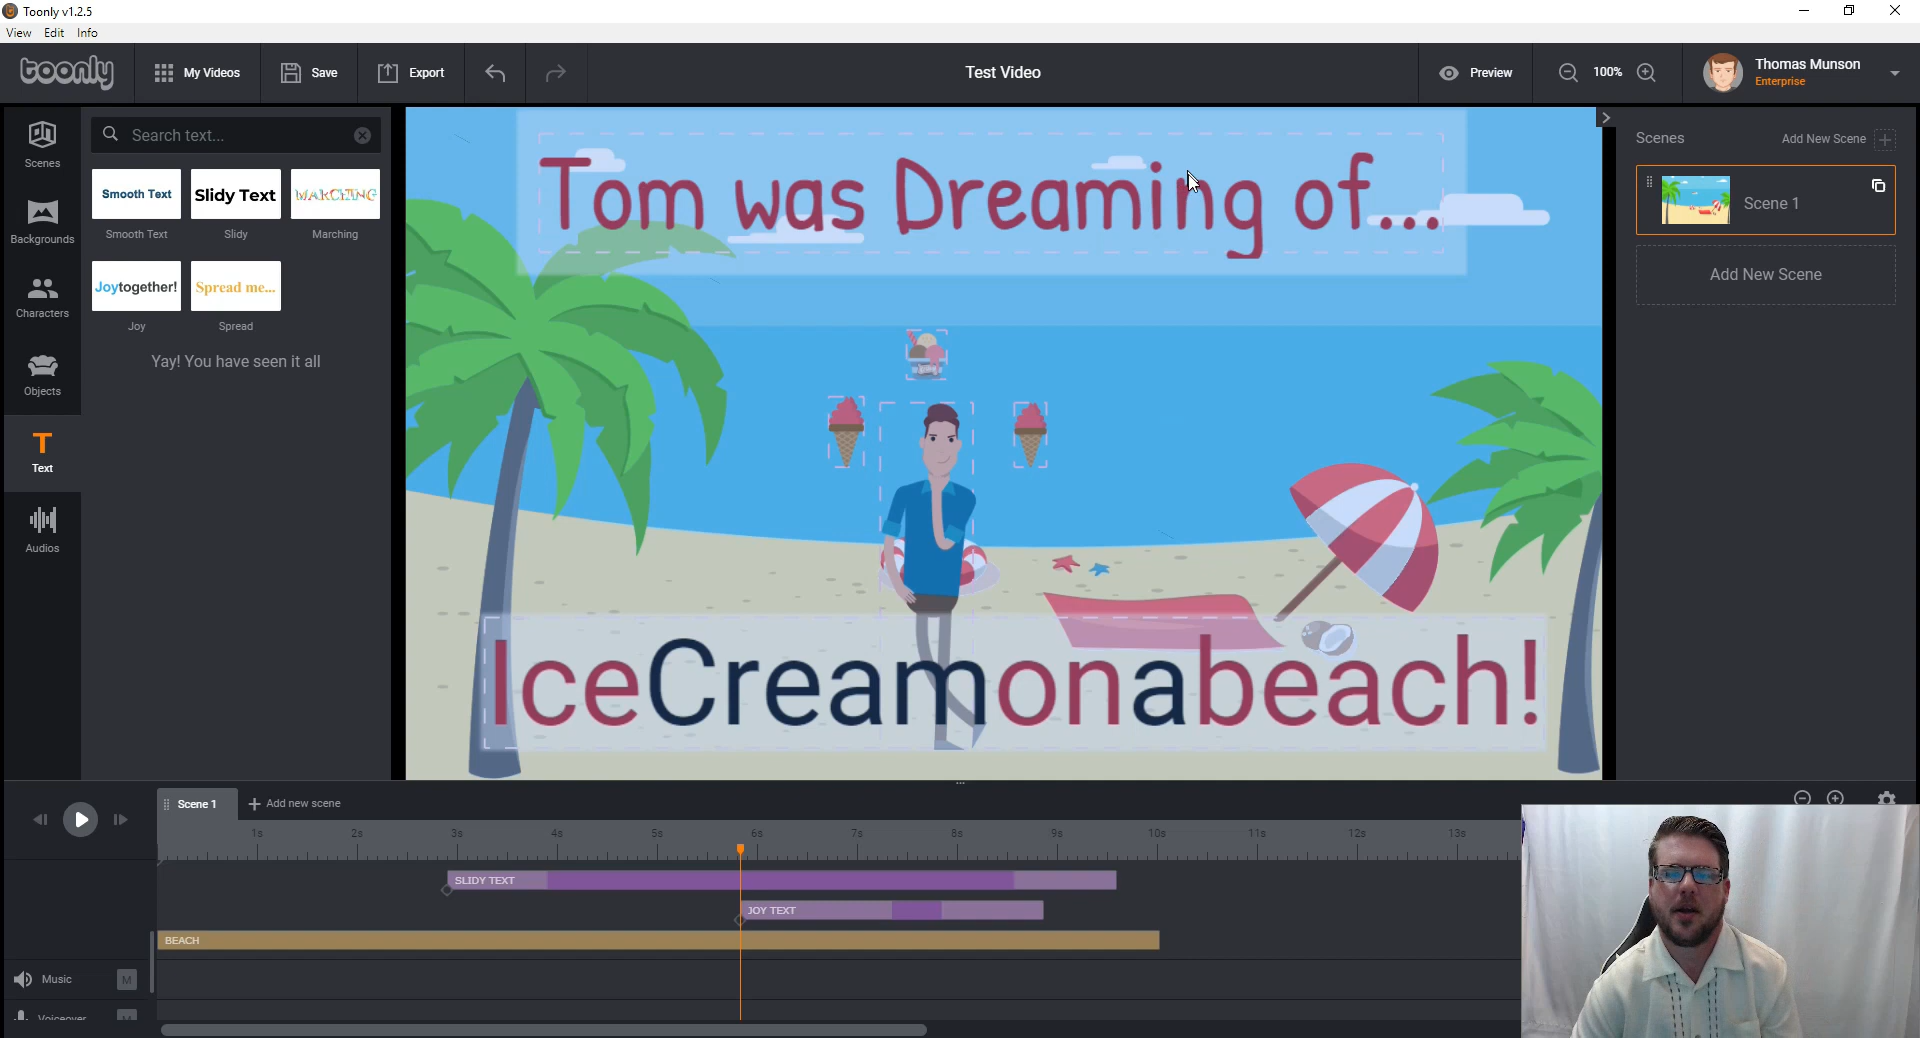 Toonly v1.2.5
View Edit Info
toonly My Videos Save Export Test Video Preview 100% Thomas Munson
Enterprise
Scenes
Backgrounds
Characters
Objects
T
Text
Audios
Search text...
Smooth Text Slidy Text MARCHING
Smooth Text Slidy Marching
Joytogether! Spread me...
Joy Spread
Yay! You have seen it all
Tom was Dreaming of...
IceCreamonabeach!
Scenes Add New Scene
Scene 1
Add New Scene
Scene 1 Add new scene
1s 2s 3s 4s 5s 6s 7s 8s 9s 10s 11s 12s 13s
SLIDY TEXT
JOY TEXT
BEACH
Music M
Voiceover M